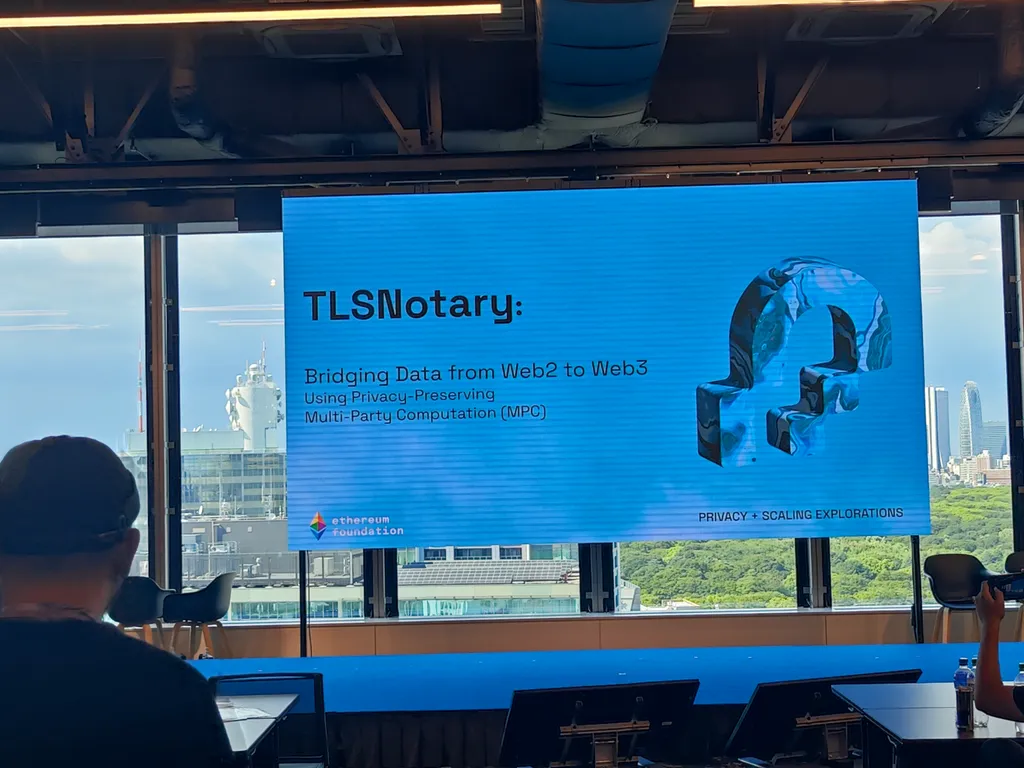 TLSNotary:
Bridging Data from Web2 to Web3
Using Privacy-Preserving
Multi-Party Computation (MPC)
ethereum
foundation
PRIVACY + SCALING EXPLORATIONS